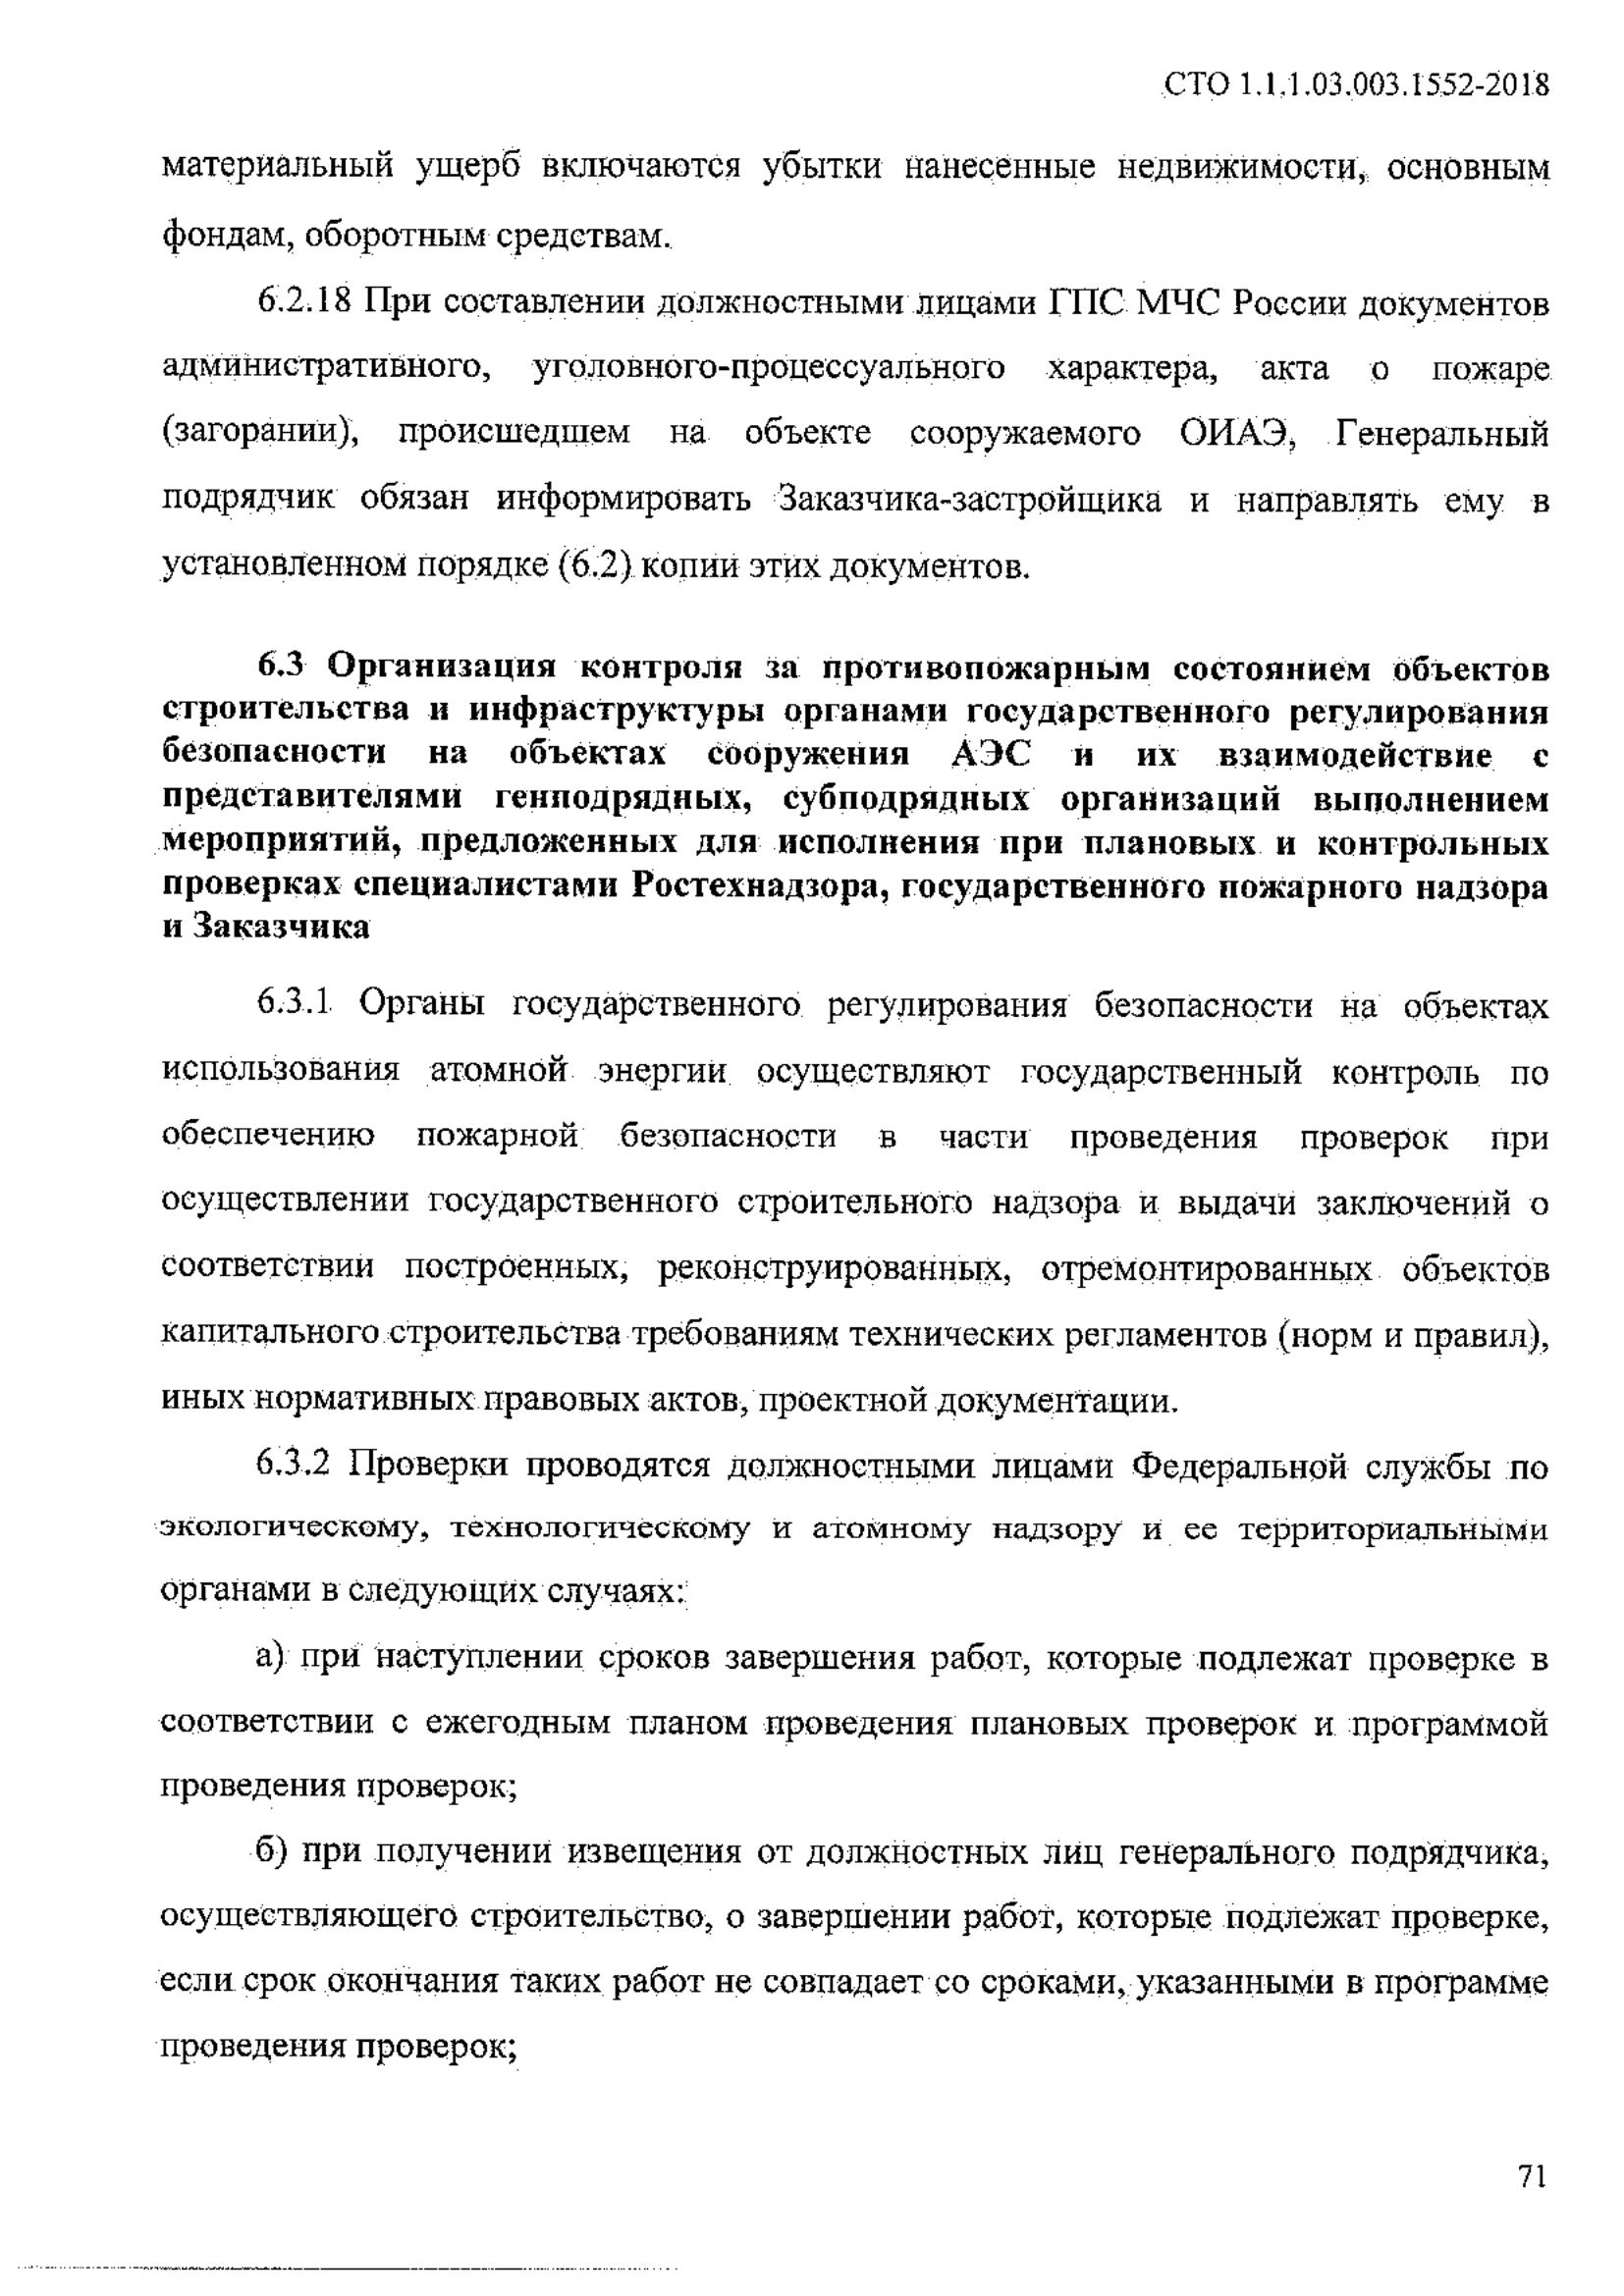 СТО 1.1.1.03.003.1552-2018
материальный ущерб включаются убытки нанесенные недвижимости, основным
фондам, оборотным средствам.
6.2.18 При составлении должностными лицами ГПС МЧС России документов
административного, уголовного-процессуального характера, акта о пожаре
(загорании), происшедшем на объекте сооружаемого ОИАЭ, Генеральный
подрядчик обязан информировать Заказчика-застройщика и направлять ему в
установленном порядке (6.2) копии этих документов.
6.3 Организация контроля за противопожарным состоянием объектов
строительства и инфраструктуры органами государственного регулирования
безопасности на объектах сооружения АЭС и их взаимодействие с
представителями генподрядных, субподрядных организаций выполнением
мероприятий, предложенных для исполнения при плановых и контрольных
проверках специалистами Ростехнадзора, государственного пожарного надзора
и Заказчика
6.3.1 Органы государственного регулирования безопасности на объектах
использования атомной энергии осуществляют государственный контроль по
обеспечению пожарной безопасности в части проведения проверок при
осуществлении государственного строительного надзора и выдачи заключений о
соответствии построенных, реконструированных, отремонтированных объектов
капитального строительства требованиям технических регламентов (норм и правил),
иных нормативных правовых актов, проектной документации.
6.3.2 Проверки проводятся должностными лицами Федеральной службы по
экологическому, технологическому и атомному надзору и ее территориальными
органами в следующих случаях:
а) при наступлении сроков завершения работ, которые подлежат проверке в
соответствии с ежегодным планом проведения плановых проверок и программой
проведения проверок;
б) при получении извещения от должностных лиц генерального подрядчика,
осуществляющего строительство, о завершении работ, которые подлежат проверке,
если срок окончания таких работ не совпадает со сроками, указанными в программе
проведения проверок;
71